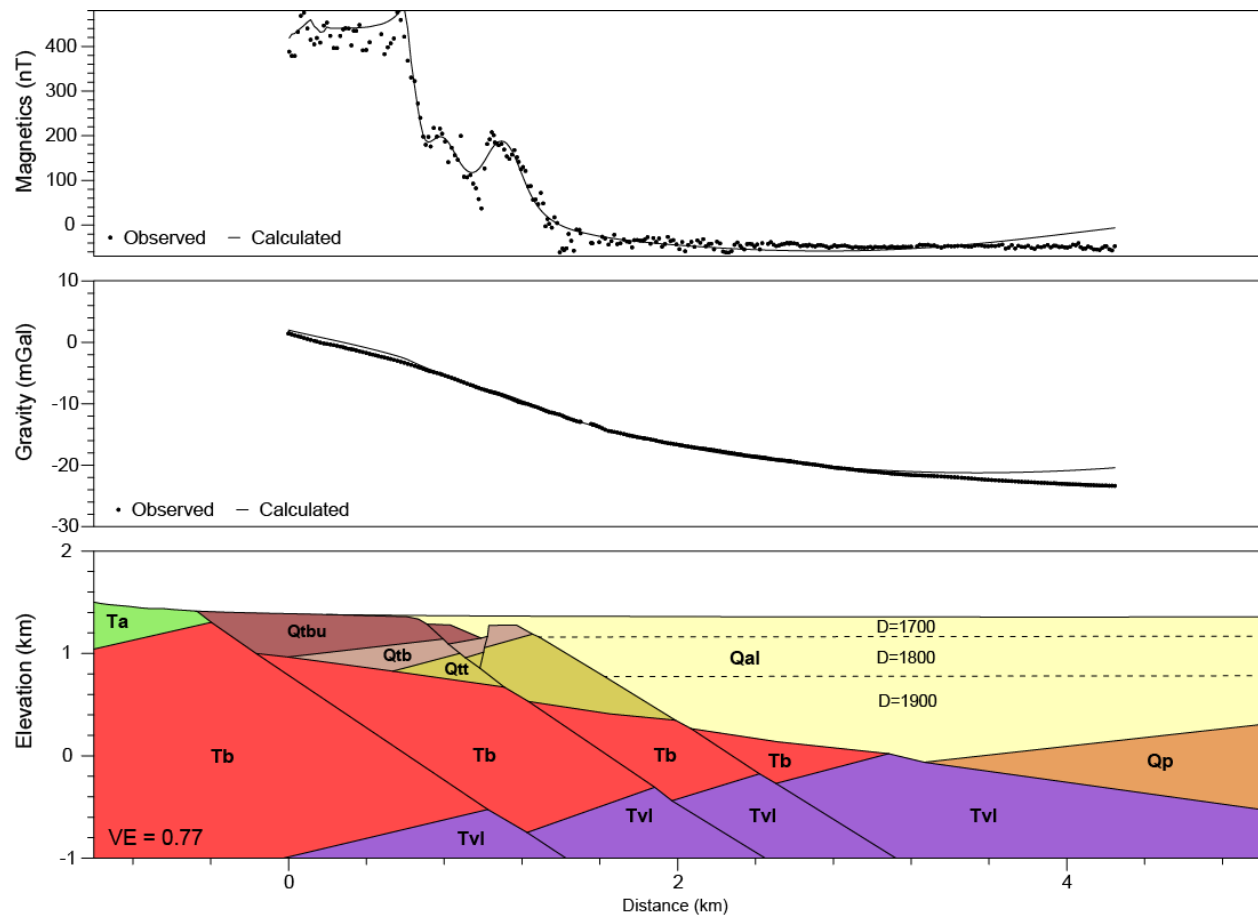 Magnetics (nT)
400
300
200
100
0
• Observed — Calculated
Gravity (mGal)
10
0
-10
-20
-30
• Observed — Calculated
Elevation (km)
2
1
0
-1
Ta
Qtbu
Qtb
Qtt
Qal
D=1700
D=1800
D=1900
Tb
Tb
Tb
Tb
Qp
Tvl
Tvl
Tvl
Tvl
VE = 0.77
0 2 4
Distance (km)